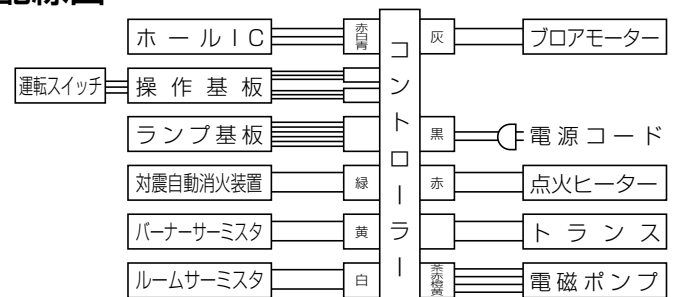 ホールIC 赤白青 コントローラー 灰 ブロアモーター
運転スイッチ 操作基板
ランプ基板 黒 電源コード
対震自動消火装置 緑 赤 点火ヒーター
バーナーサーミスタ 黄 トランス
ルームサーミスタ 白 茶赤橙黄 電磁ポンプ